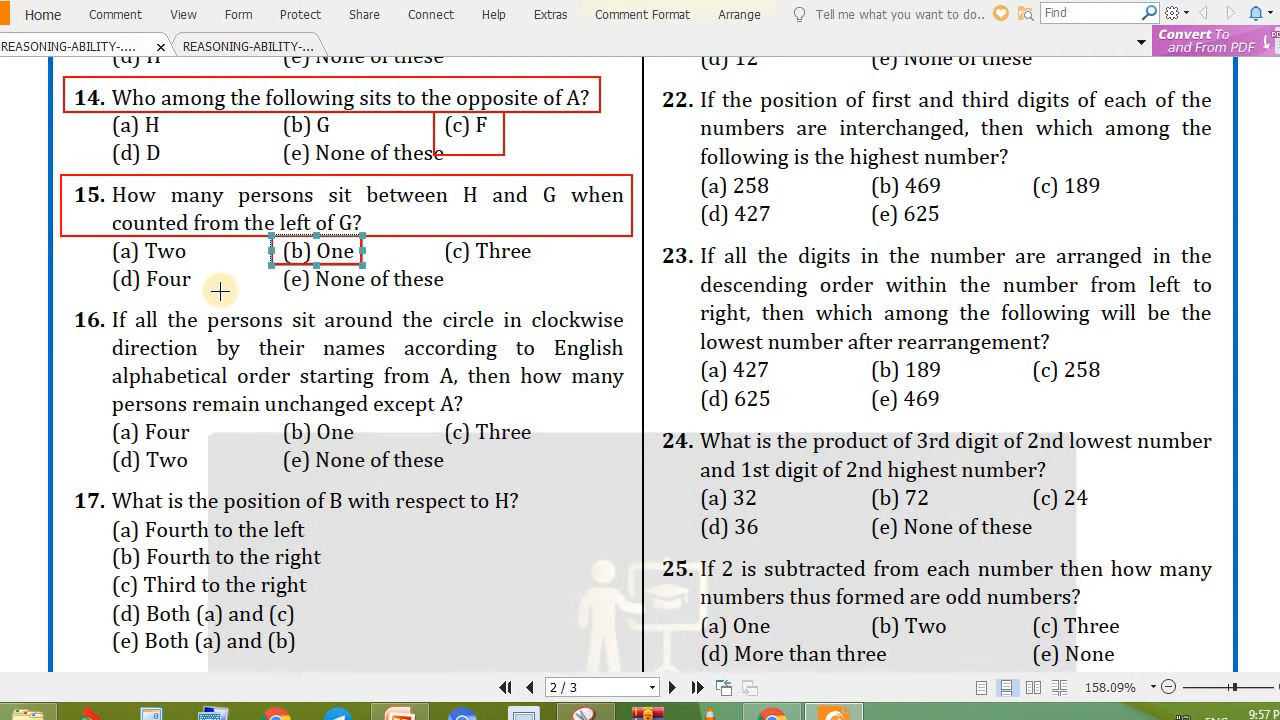 Home Comment View Form Protect Share Connect Help Extras Comment Format Arrange Tell me what you want to do.. Find
REASONING-ABILITY-.... REASONING-ABILITY-...
Convert To
and From PDF
(d) H (e) None of these
14. Who among the following sits to the opposite of A?
(a) H (b) G (c) F
(d) D (e) None of these
15. How many persons sit between H and G when
counted from the left of G?
(a) Two (b) One (c) Three
(d) Four (e) None of these
16. If all the persons sit around the circle in clockwise
direction by their names according to English
alphabetical order starting from A, then how many
persons remain unchanged except A?
(a) Four (b) One (c) Three
(d) Two (e) None of these
17. What is the position of B with respect to H?
(a) Fourth to the left
(b) Fourth to the right
(c) Third to the right
(d) Both (a) and (c)
(e) Both (a) and (b)
(d) 12 (e) None of these
22. If the position of first and third digits of each of the
numbers are interchanged, then which among the
following is the highest number?
(a) 258 (b) 469 (c) 189
(d) 427 (e) 625
23. If all the digits in the number are arranged in the
descending order within the number from left to
right, then which among the following will be the
lowest number after rearrangement?
(a) 427 (b) 189 (c) 258
(d) 625 (e) 469
24. What is the product of 3rd digit of 2nd lowest number
and 1st digit of 2nd highest number?
(a) 32 (b) 72 (c) 24
(d) 36 (e) None of these
25. If 2 is subtracted from each number then how many
numbers thus formed are odd numbers?
(a) One (b) Two (c) Three
(d) More than three (e) None
2 / 3 158.09%
9:57 P